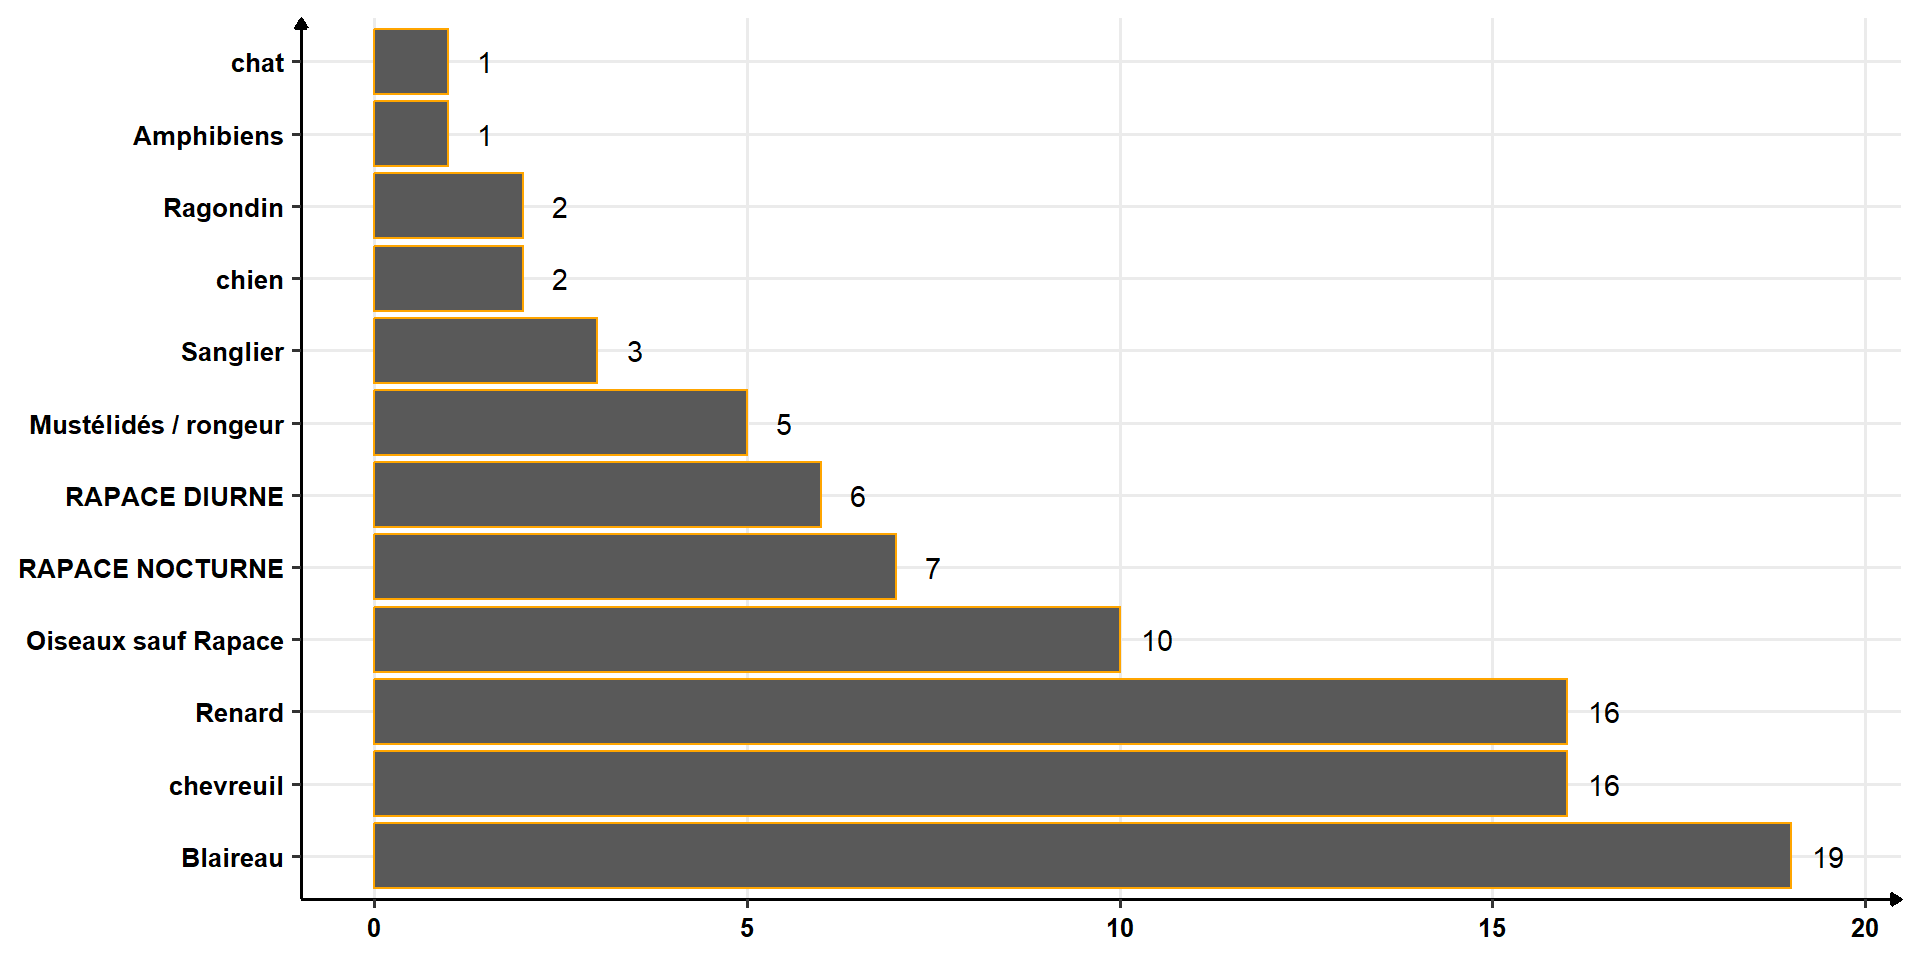 chat 1
Amphibiens 1
Ragondin 2
chien 2
Sanglier 3
Mustélidés / rongeur 5
RAPACE DIURNE 6
RAPACE NOCTURNE 7
Oiseaux sauf Rapace 10
Renard 16
chevreuil 16
Blaireau 19
0 5 10 15 20